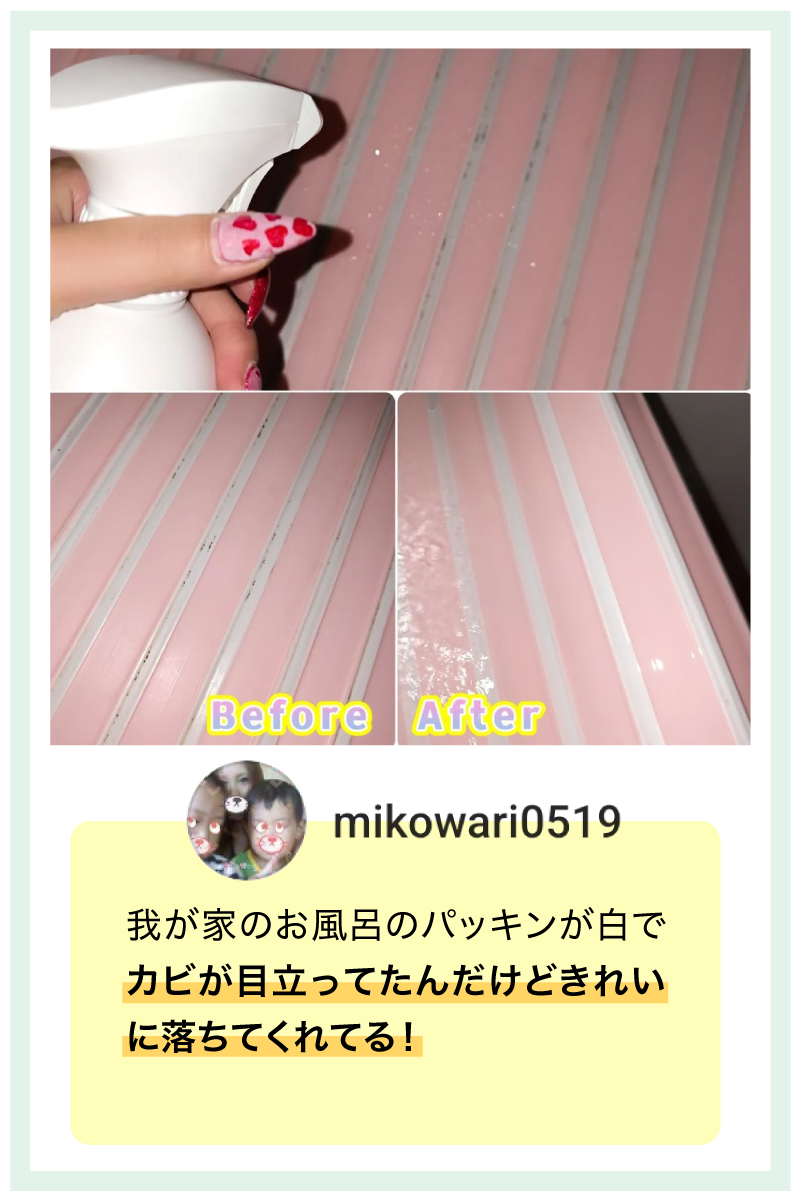 Before
After
mikowari0519
我が家のお風呂のパッキンが白で
カビが目立ってたんだけどきれい
に落ちてくれてる！